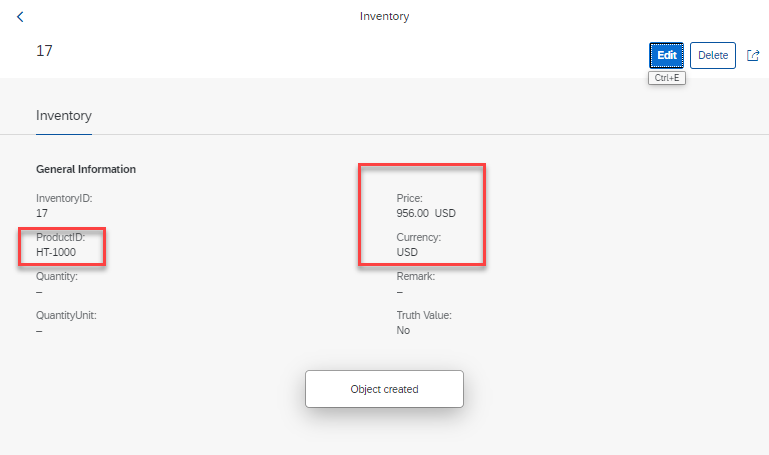 Inventory
17
Edit
Delete
Ctrl+E
Inventory
General Information
InventoryID:
17
ProductID:
HT-1000
Quantity:
–
QuantityUnit:
–
Price:
956.00 USD
Currency:
USD
Remark:
–
Truth Value:
No
Object created